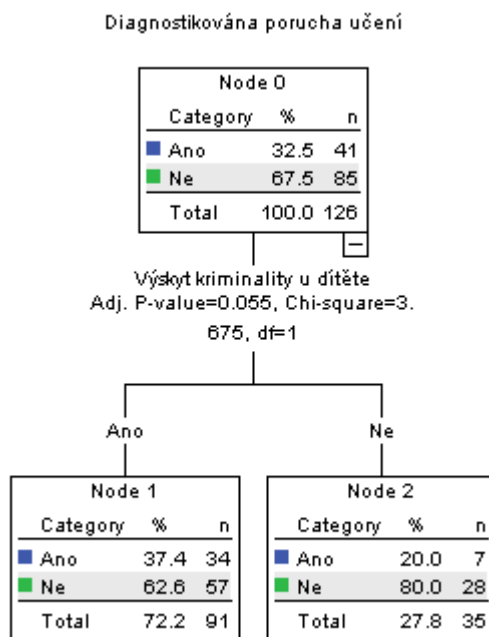 Diagnostikována porucha učení
Node 0
Category % n
Ano 32.5 41
Ne 67.5 85
Total 100.0 126
Výskyt kriminality u dítěte
Adj. P-value=0.055, Chi-square=3.
675, df=1
Ano
Ne
Node 1
Category % n
Ano 37.4 34
Ne 62.6 57
Total 72.2 91
Node 2
Category % n
Ano 20.0 7
Ne 80.0 28
Total 27.8 35